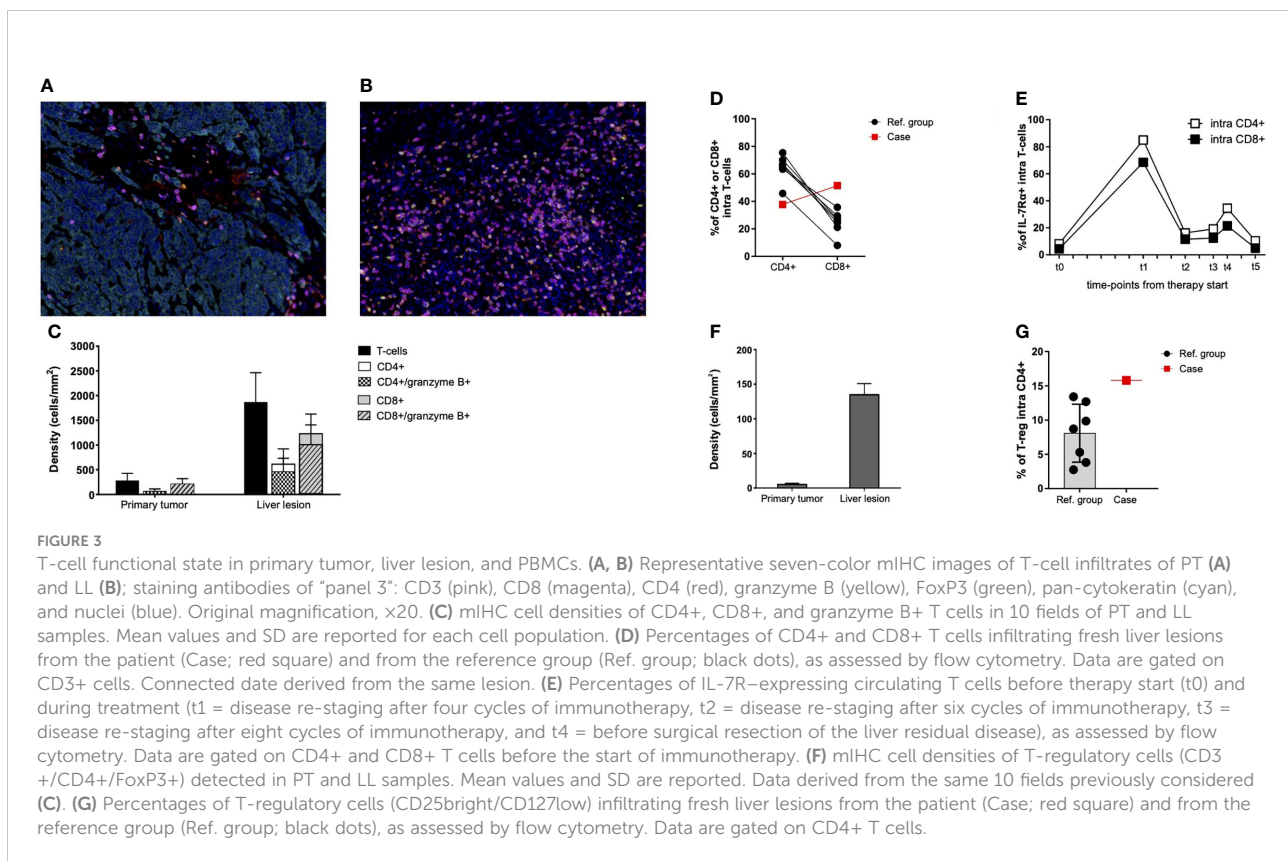 A
B
D
Ref. group
Case
%of CD4+ or CD8+
intra T-cells
100
80
60
40
20
0
CD4+
CD8+
E
intra CD4+
intra CD8+
%of IL-7Rα+ intra T-cells
100
80
60
40
20
0
t0
t1
t2
t3
t4
t5
time-points from therapy start
C
T-cells
CD4+
CD4+/granzyme B+
CD8+
CD8+/granzyme B+
Density (cells/mm²)
3000
2500
2000
1500
1000
500
0
Primary tumor
Liver lesion
F
Density (cells/mm²)
200
150
100
50
0
Primary tumor
Liver lesion
G
Ref. group
Case
% of T-reg intra CD4+
20
15
10
5
0
Ref. group
Case
FIGURE 3
T-cell functional state in primary tumor, liver lesion, and PBMCs. (A, B) Representative seven-color mIHC images of T-cell infiltrates of PT (A)
and LL (B); staining antibodies of “panel 3”: CD3 (pink), CD8 (magenta), CD4 (red), granzyme B (yellow), FoxP3 (green), pan-cytokeratin (cyan),
and nuclei (blue). Original magnification, ×20. (C) mIHC cell densities of CD4+, CD8+, and granzyme B+ T cells in 10 fields of PT and LL
samples. Mean values and SD are reported for each cell population. (D) Percentages of CD4+ and CD8+ T cells infiltrating fresh liver lesions
from the patient (Case; red square) and from the reference group (Ref. group; black dots), as assessed by flow cytometry. Data are gated on
CD3+ cells. Connected date derived from the same lesion. (E) Percentages of IL-7R–expressing circulating T cells before therapy start (t0) and
during treatment (t1 = disease re-staging after four cycles of immunotherapy, t2 = disease re-staging after six cycles of immunotherapy, t3 =
disease re-staging after eight cycles of immunotherapy, and t4 = before surgical resection of the liver residual disease), as assessed by flow
cytometry. Data are gated on CD4+ and CD8+ T cells before the start of immunotherapy. (F) mIHC cell densities of T-regulatory cells (CD3
+/CD4+/FoxP3+) detected in PT and LL samples. Mean values and SD are reported. Data derived from the same 10 fields previously considered
(C). (G) Percentages of T-regulatory cells (CD25bright/CD127low) infiltrating fresh liver lesions from the patient (Case; red square) and from the
reference group (Ref. group; black dots), as assessed by flow cytometry. Data are gated on CD4+ T cells.